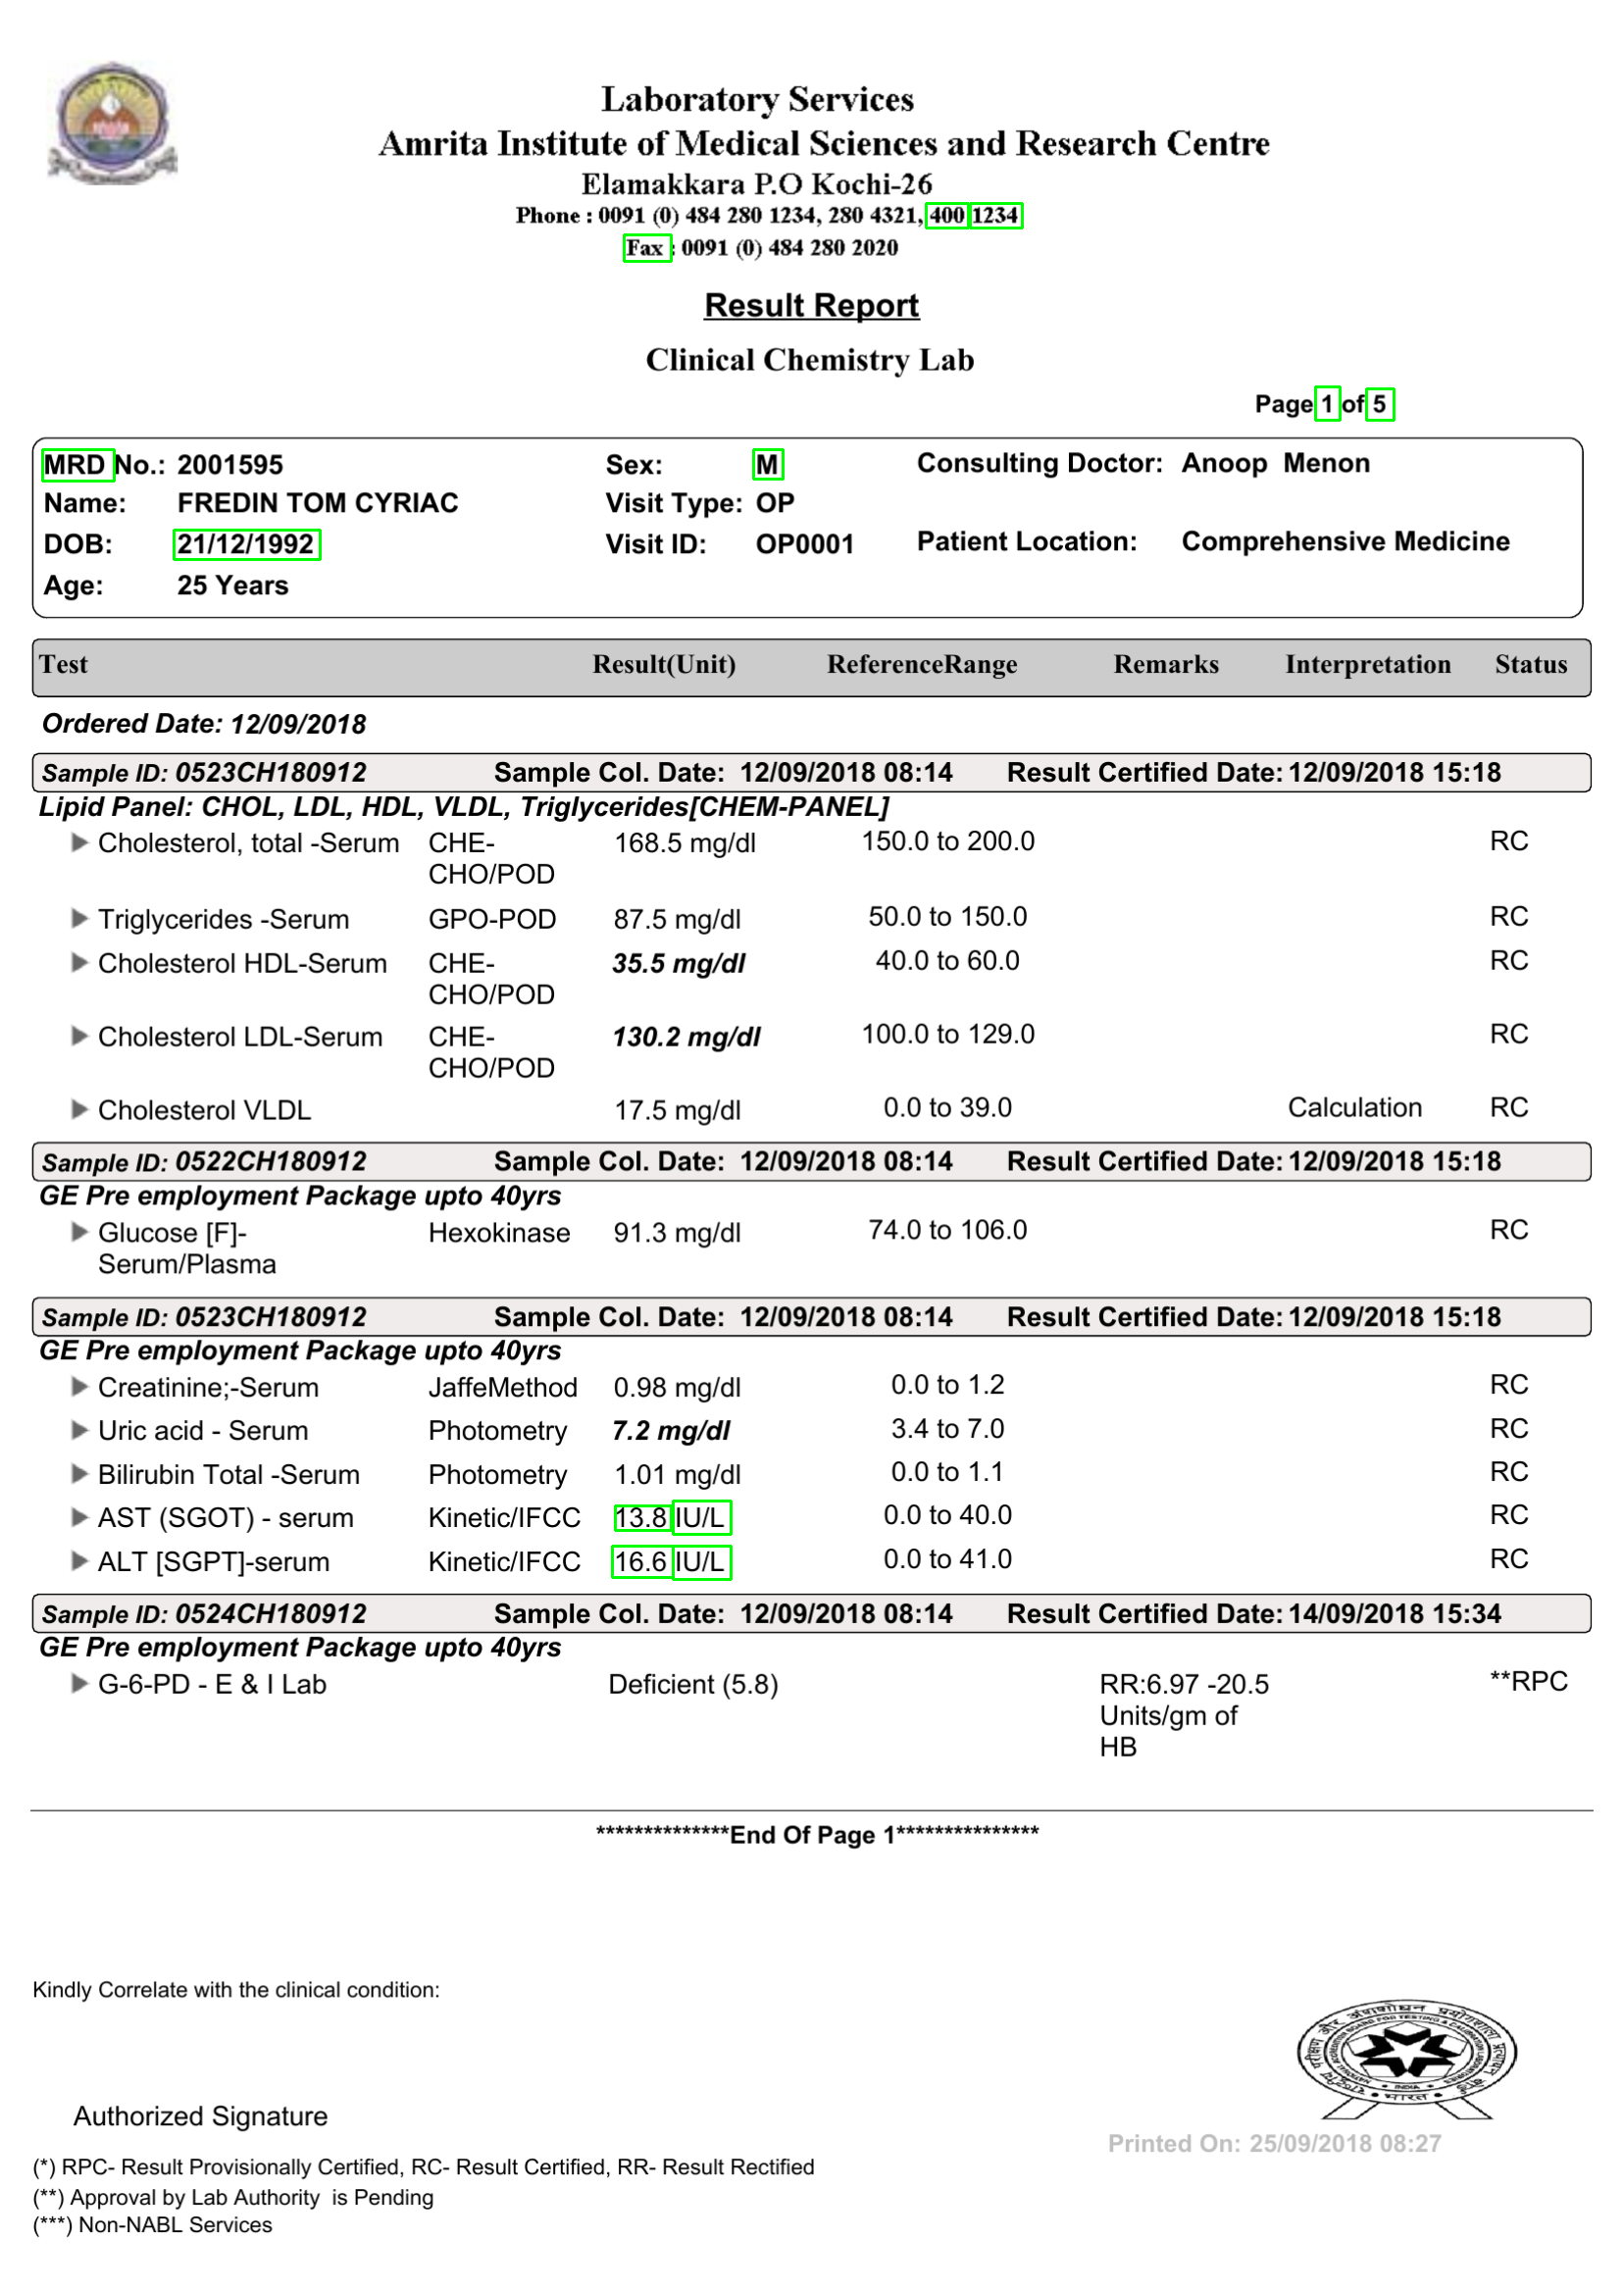 Laboratory Services
Amrita Institute of Medical Sciences and Research Centre
Elamakkara P.O Kochi-26
Phone : 0091 (0) 484 280 1234, 280 4321, 400 1234
Fax : 0091 (0) 484 280 2020
Result Report
Clinical Chemistry Lab
Page 1 of 5
MRD No.: 2001595 Sex: M Consulting Doctor: Anoop Menon
Name: FREDIN TOM CYRIAC Visit Type: OP
DOB: 21/12/1992 Visit ID: OP0001 Patient Location: Comprehensive Medicine
Age: 25 Years
Test Result(Unit) ReferenceRange Remarks Interpretation Status
Ordered Date: 12/09/2018
Sample ID: 0523CH180912 Sample Col. Date: 12/09/2018 08:14 Result Certified Date: 12/09/2018 15:18
Lipid Panel: CHOL, LDL, HDL, VLDL, Triglycerides[CHEM-PANEL]
Cholesterol, total -Serum CHE- 168.5 mg/dl 150.0 to 200.0 RC
CHO/POD
Triglycerides -Serum GPO-POD 87.5 mg/dl 50.0 to 150.0 RC
Cholesterol HDL-Serum CHE- 35.5 mg/dl 40.0 to 60.0 RC
CHO/POD
Cholesterol LDL-Serum CHE- 130.2 mg/dl 100.0 to 129.0 RC
CHO/POD
Cholesterol VLDL 17.5 mg/dl 0.0 to 39.0 Calculation RC
Sample ID: 0522CH180912 Sample Col. Date: 12/09/2018 08:14 Result Certified Date: 12/09/2018 15:18
GE Pre employment Package upto 40yrs
Glucose [F]- Hexokinase 91.3 mg/dl 74.0 to 106.0 RC
Serum/Plasma
Sample ID: 0523CH180912 Sample Col. Date: 12/09/2018 08:14 Result Certified Date: 12/09/2018 15:18
GE Pre employment Package upto 40yrs
Creatinine;-Serum JaffeMethod 0.98 mg/dl 0.0 to 1.2 RC
Uric acid - Serum Photometry 7.2 mg/dl 3.4 to 7.0 RC
Bilirubin Total -Serum Photometry 1.01 mg/dl 0.0 to 1.1 RC
AST (SGOT) - serum Kinetic/IFCC 13.8 IU/L 0.0 to 40.0 RC
ALT [SGPT]-serum Kinetic/IFCC 16.6 IU/L 0.0 to 41.0 RC
Sample ID: 0524CH180912 Sample Col. Date: 12/09/2018 08:14 Result Certified Date: 14/09/2018 15:34
GE Pre employment Package upto 40yrs
G-6-PD - E & I Lab Deficient (5.8) RR:6.97 -20.5 **RPC
Units/gm of
HB
**************End Of Page 1***************
Kindly Correlate with the clinical condition:
Authorized Signature
Printed On: 25/09/2018 08:27
(*) RPC- Result Provisionally Certified, RC- Result Certified, RR- Result Rectified
(**) Approval by Lab Authority is Pending
(***) Non-NABL Services